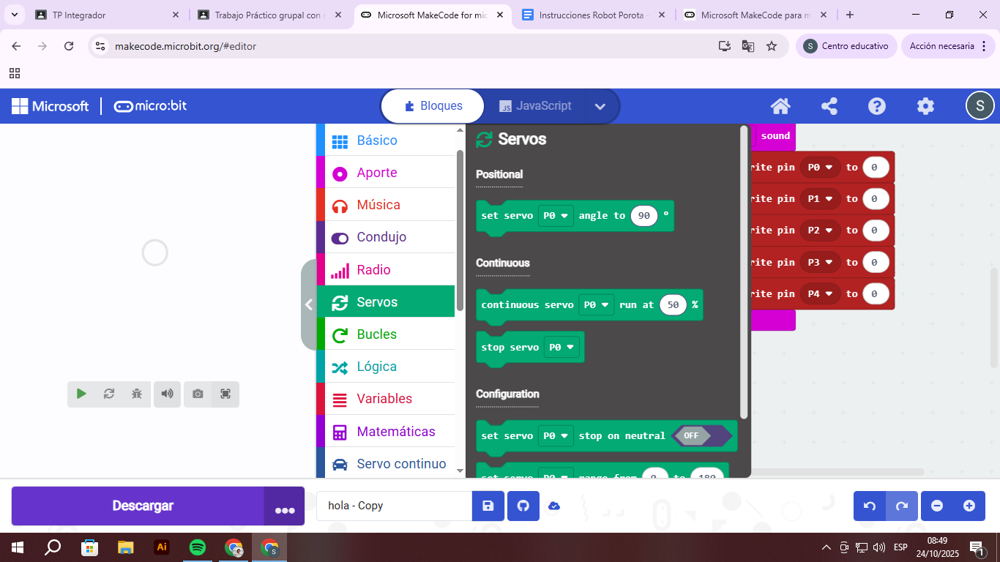 TP Integrador
Trabajo Práctico grupal con m
Microsoft MakeCode for mic
Instrucciones Robot Porota -
Microsoft MakeCode para m
makecode.microbit.org/#editor
S
Centro educativo
Acción necesaria
Microsoft
micro:bit
Bloques
JS
JavaScript
S
Básico
Aporte
Música
Condujo
Radio
Servos
Bucles
Lógica
Variables
Matemáticas
Servo continuo
Servos
Positional
set servo P0 angle to 90 °
Continuous
continuous servo P0 run at 50 %
stop servo P0
Configuration
set servo P0 stop on neutral OFF
set servo P0 range from 0 to 180
sound
rite pin P0 to 0
rite pin P1 to 0
rite pin P2 to 0
rite pin P3 to 0
rite pin P4 to 0
Descargar
hola - Copy
Ai
S
ESP
08:49
24/10/2025
1